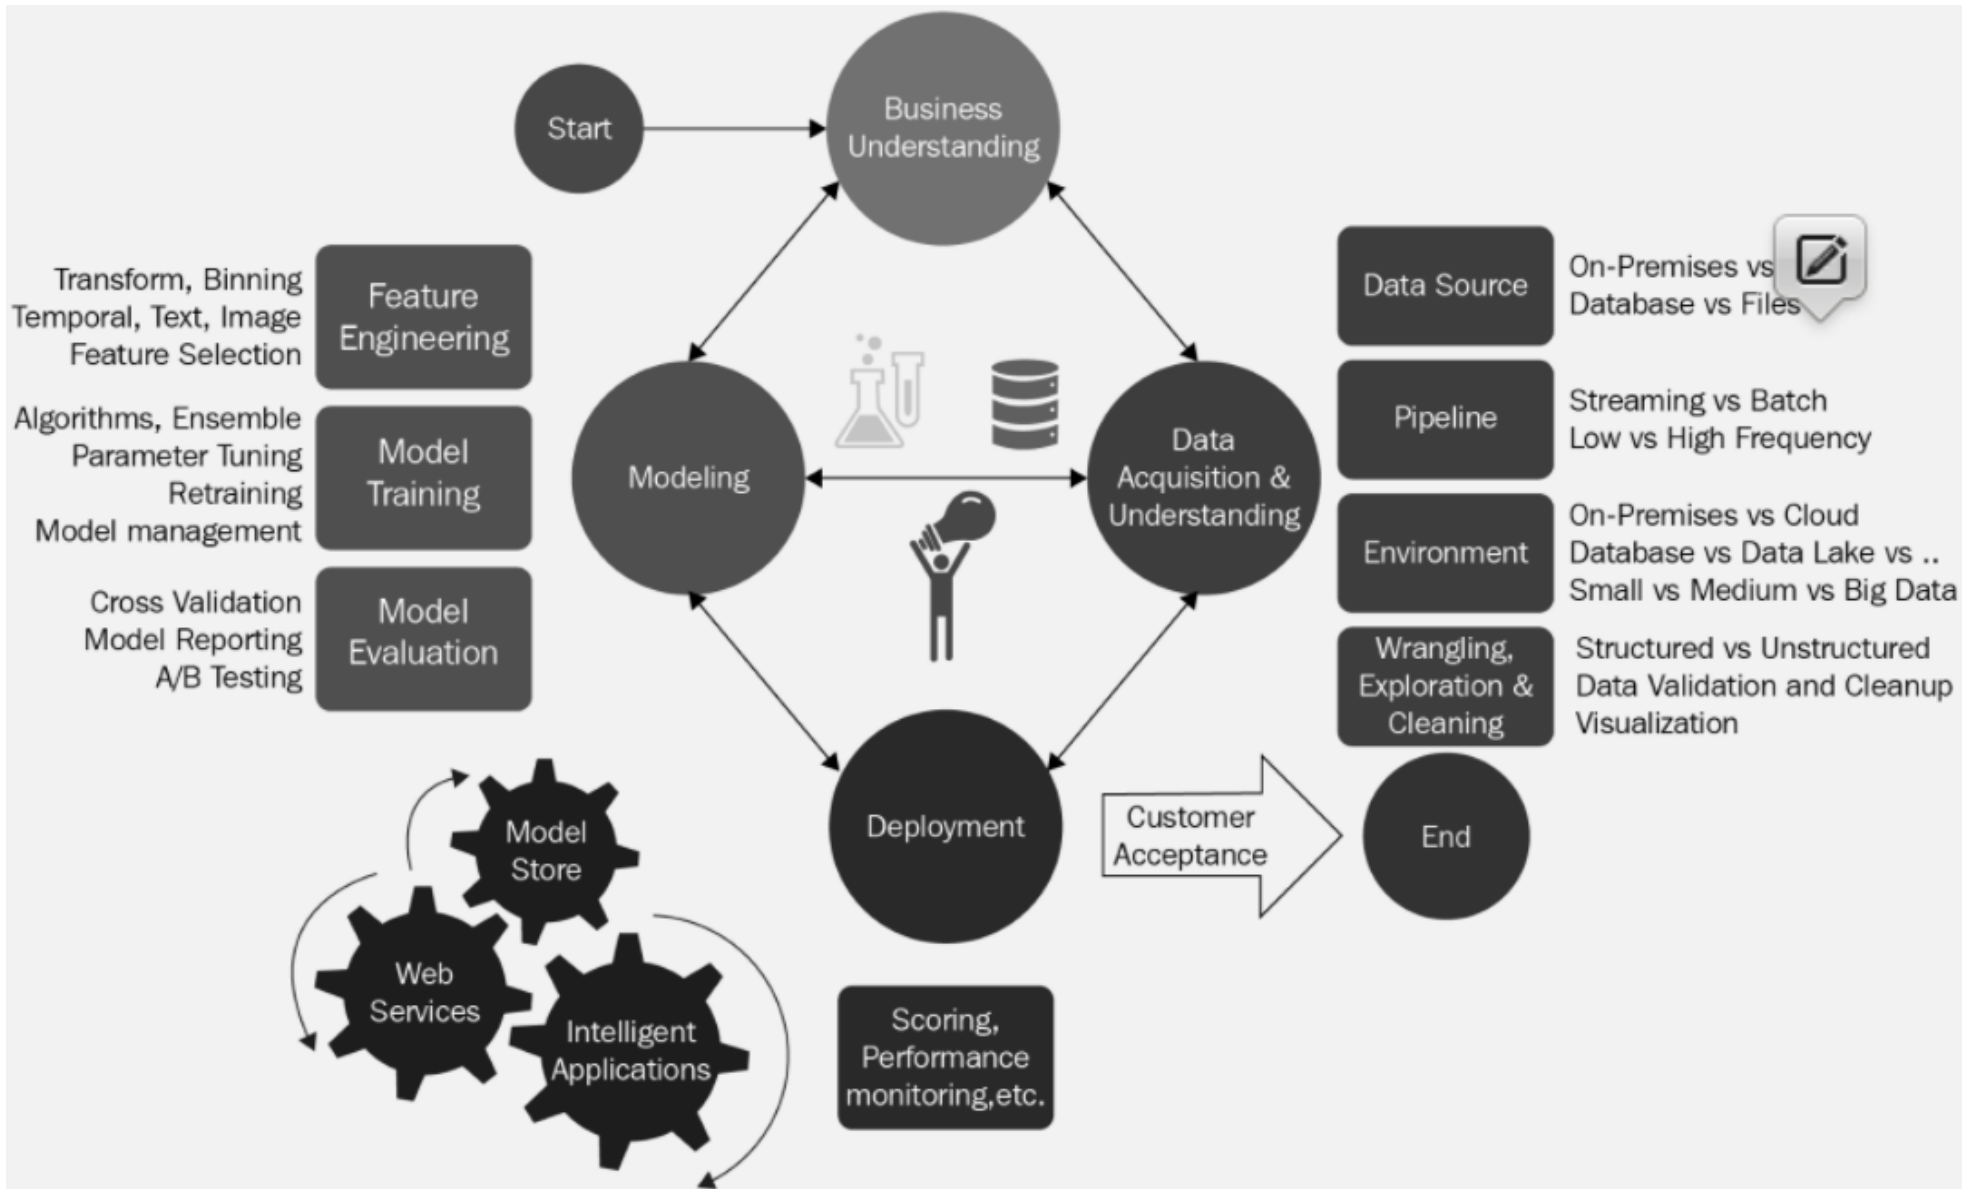 Start
Business
Understanding
Transform, Binning
Temporal, Text, Image
Feature Selection
Feature
Engineering
Algorithms, Ensemble
Parameter Tuning
Retraining
Model management
Model
Training
Cross Validation
Model Reporting
A/B Testing
Model
Evaluation
Modeling
Data
Acquisition &
Understanding
Data Source
On-Premises vs
Database vs Files
Pipeline
Streaming vs Batch
Low vs High Frequency
Environment
On-Premises vs Cloud
Database vs Data Lake vs ..
Small vs Medium vs Big Data
Wrangling,
Exploration &
Cleaning
Structured vs Unstructured
Data Validation and Cleanup
Visualization
Deployment
Customer
Acceptance
End
Model
Store
Web
Services
Intelligent
Applications
Scoring,
Performance
monitoring,etc.